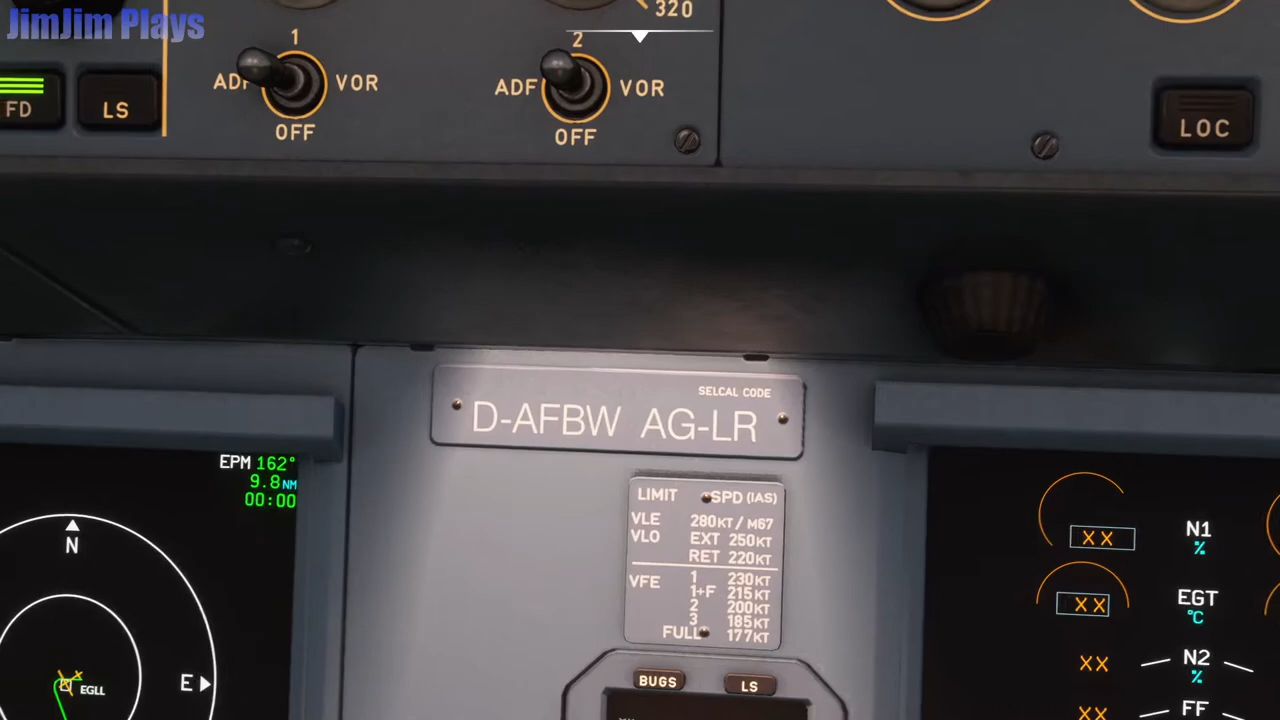 JimJim Plays
320
1
2
ADF
VOR
ADF
VOR
OFF
OFF
FD
LS
LOC
SELCAL CODE
D-AFBW AG-LR
EPM 162°
9.8NM
00:00
N
E
EGLL
LIMIT SPD (IAS)
VLE 280KT / M67
VLO EXT 250KT
RET 220KT
VFE 1 230KT
1+F 215KT
2 200KT
3 185KT
FULL 177KT
BUGS
LS
XX N1
%
XX EGT
°C
XX N2
%
XX FF